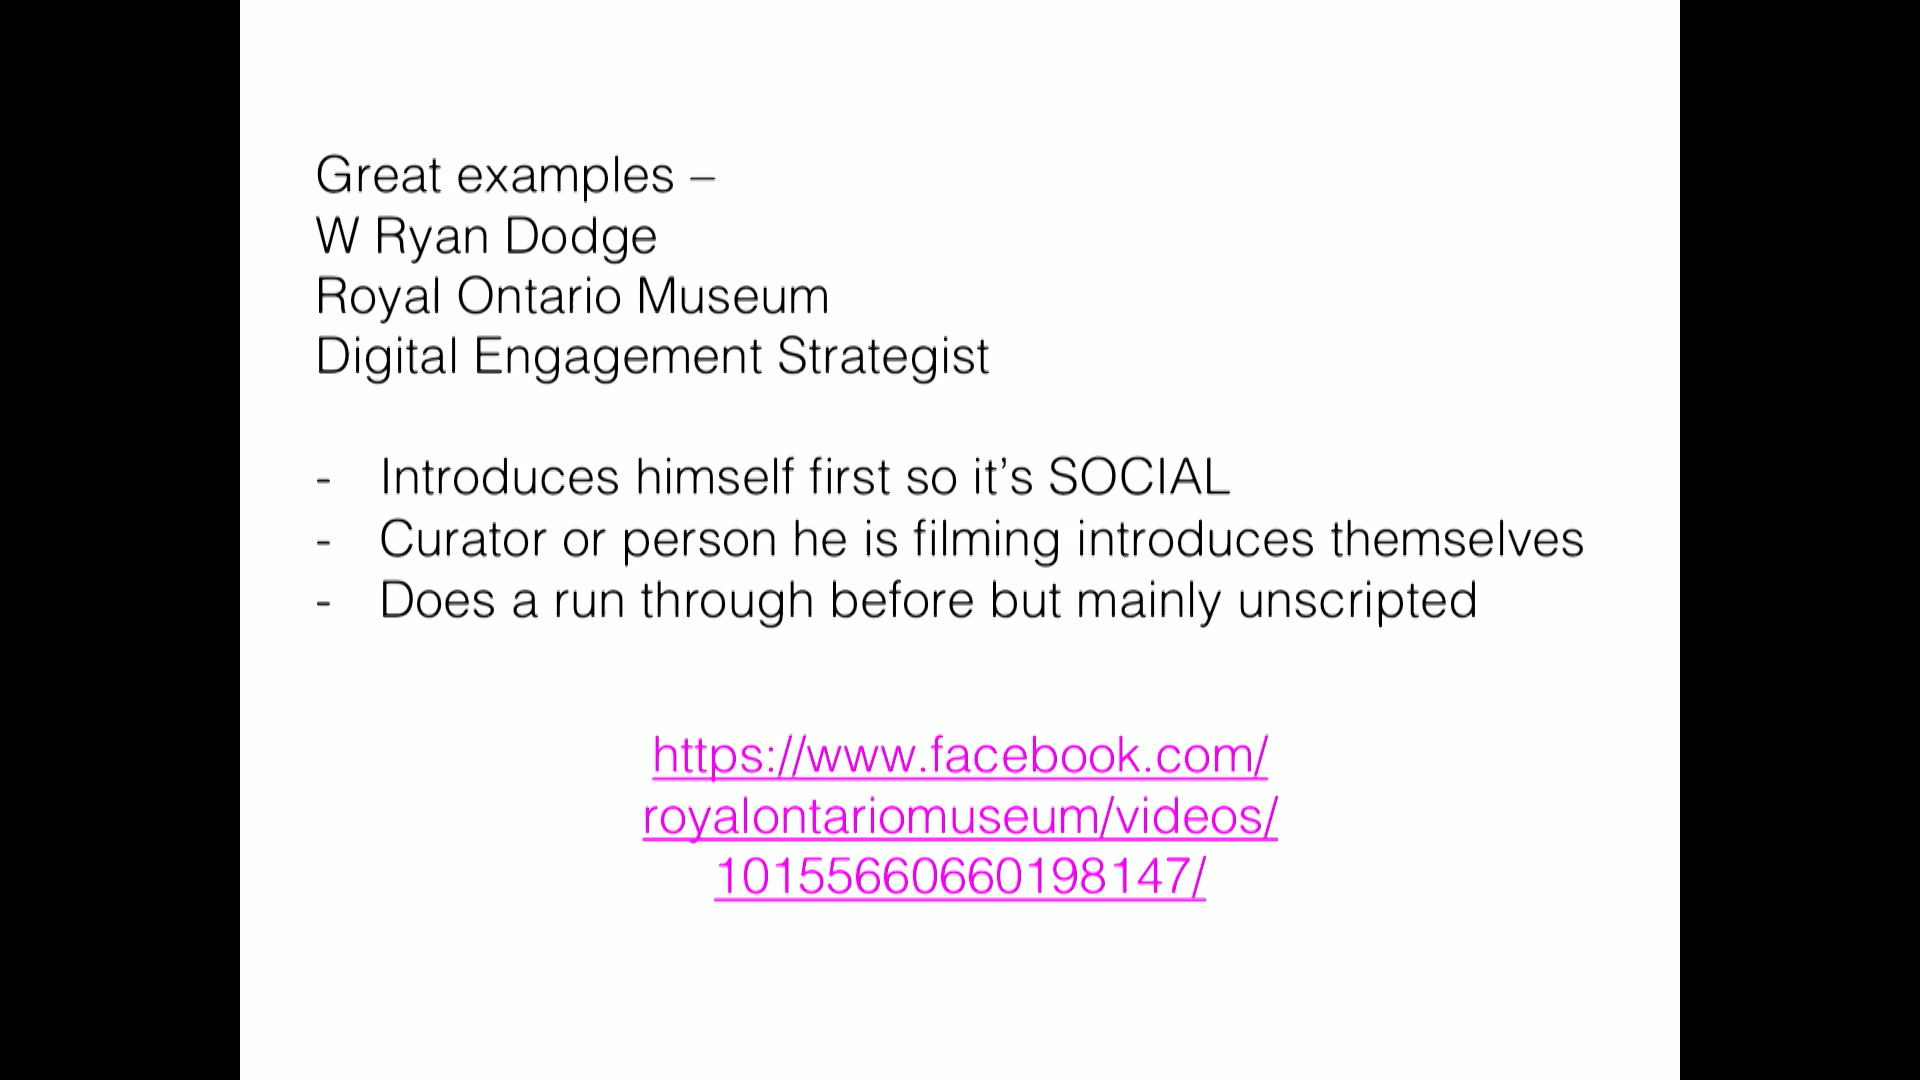 Great examples –
W Ryan Dodge
Royal Ontario Museum
Digital Engagement Strategist
- Introduces himself first so it’s SOCIAL
- Curator or person he is filming introduces themselves
- Does a run through before but mainly unscripted
https://www.facebook.com/
royalontariomuseum/videos/
10155660660198147/